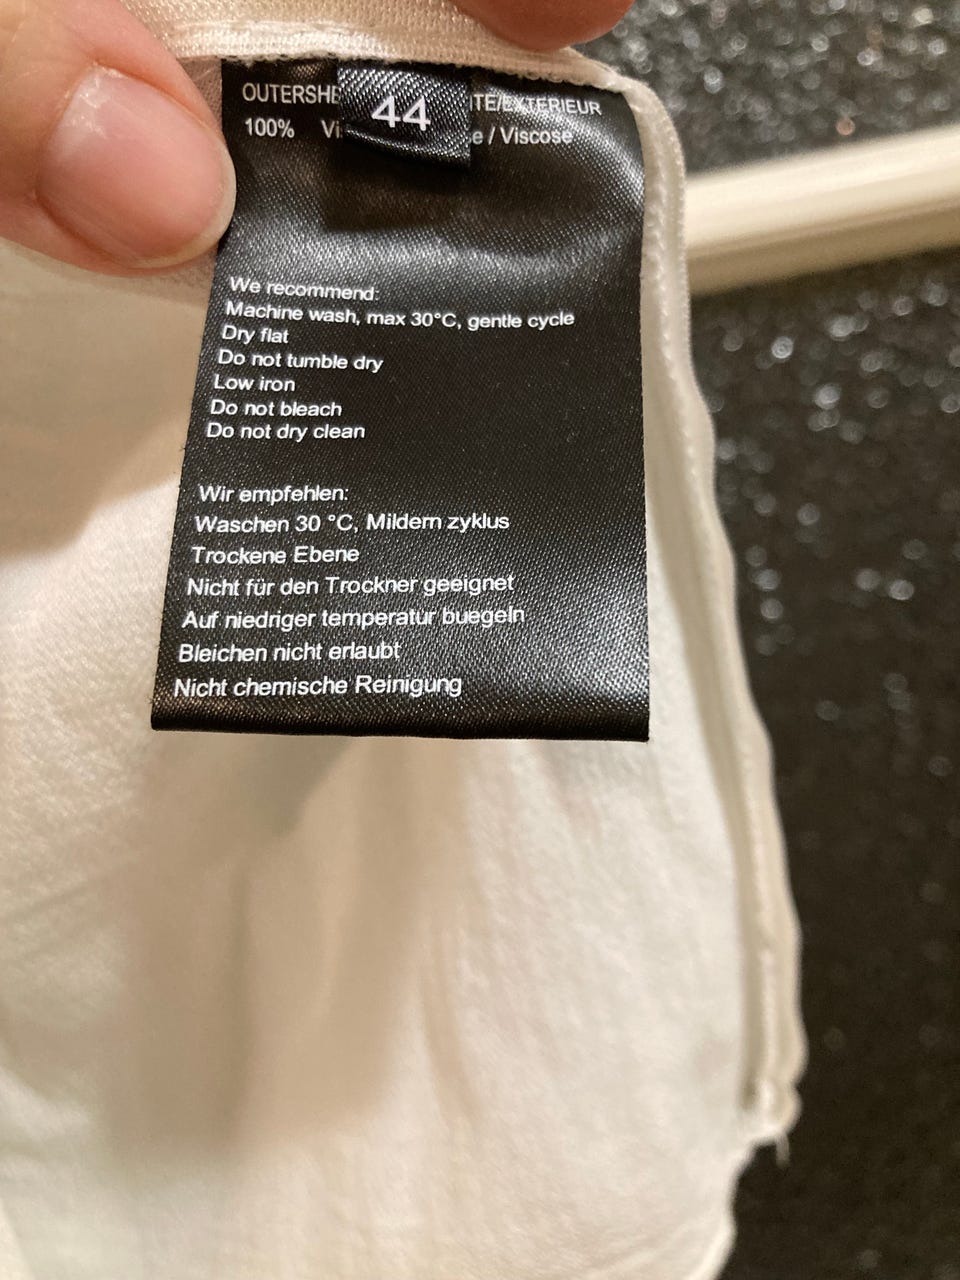 44
OUTERSHE ITE/EXTERIEUR
100% Vi e / Viscose
We recommend:
Machine wash, max 30°C, gentle cycle
Dry flat
Do not tumble dry
Low iron
Do not bleach
Do not dry clean
Wir empfehlen:
Waschen 30 °C, Mildern zyklus
Trockene Ebene
Nicht für den Trockner geeignet
Auf niedriger temperatur buegeln
Bleichen nicht erlaubt
Nicht chemische Reinigung